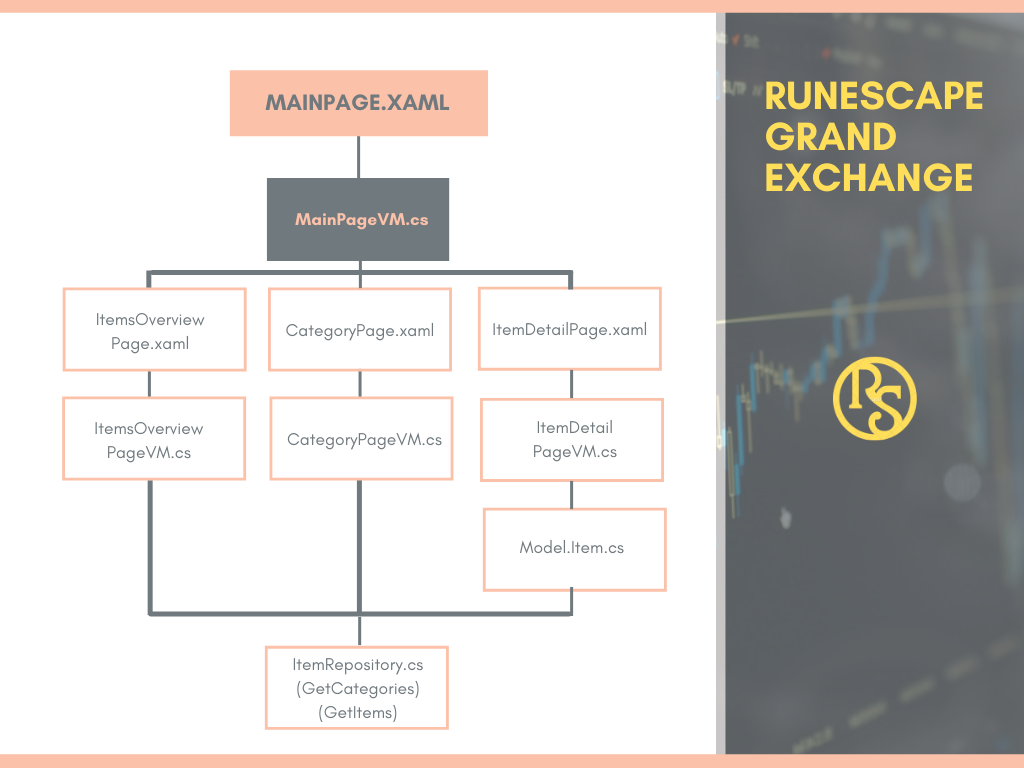 MAINPAGE.XAML
MainPageVM.cs
ItemsOverview
Page.xaml
CategoryPage.xaml
ItemDetailPage.xaml
ItemsOverview
PageVM.cs
CategoryPageVM.cs
ItemDetail
PageVM.cs
Model.Item.cs
ItemRepository.cs
(GetCategories)
(GetItems)
RUNESCAPE
GRAND
EXCHANGE
RS